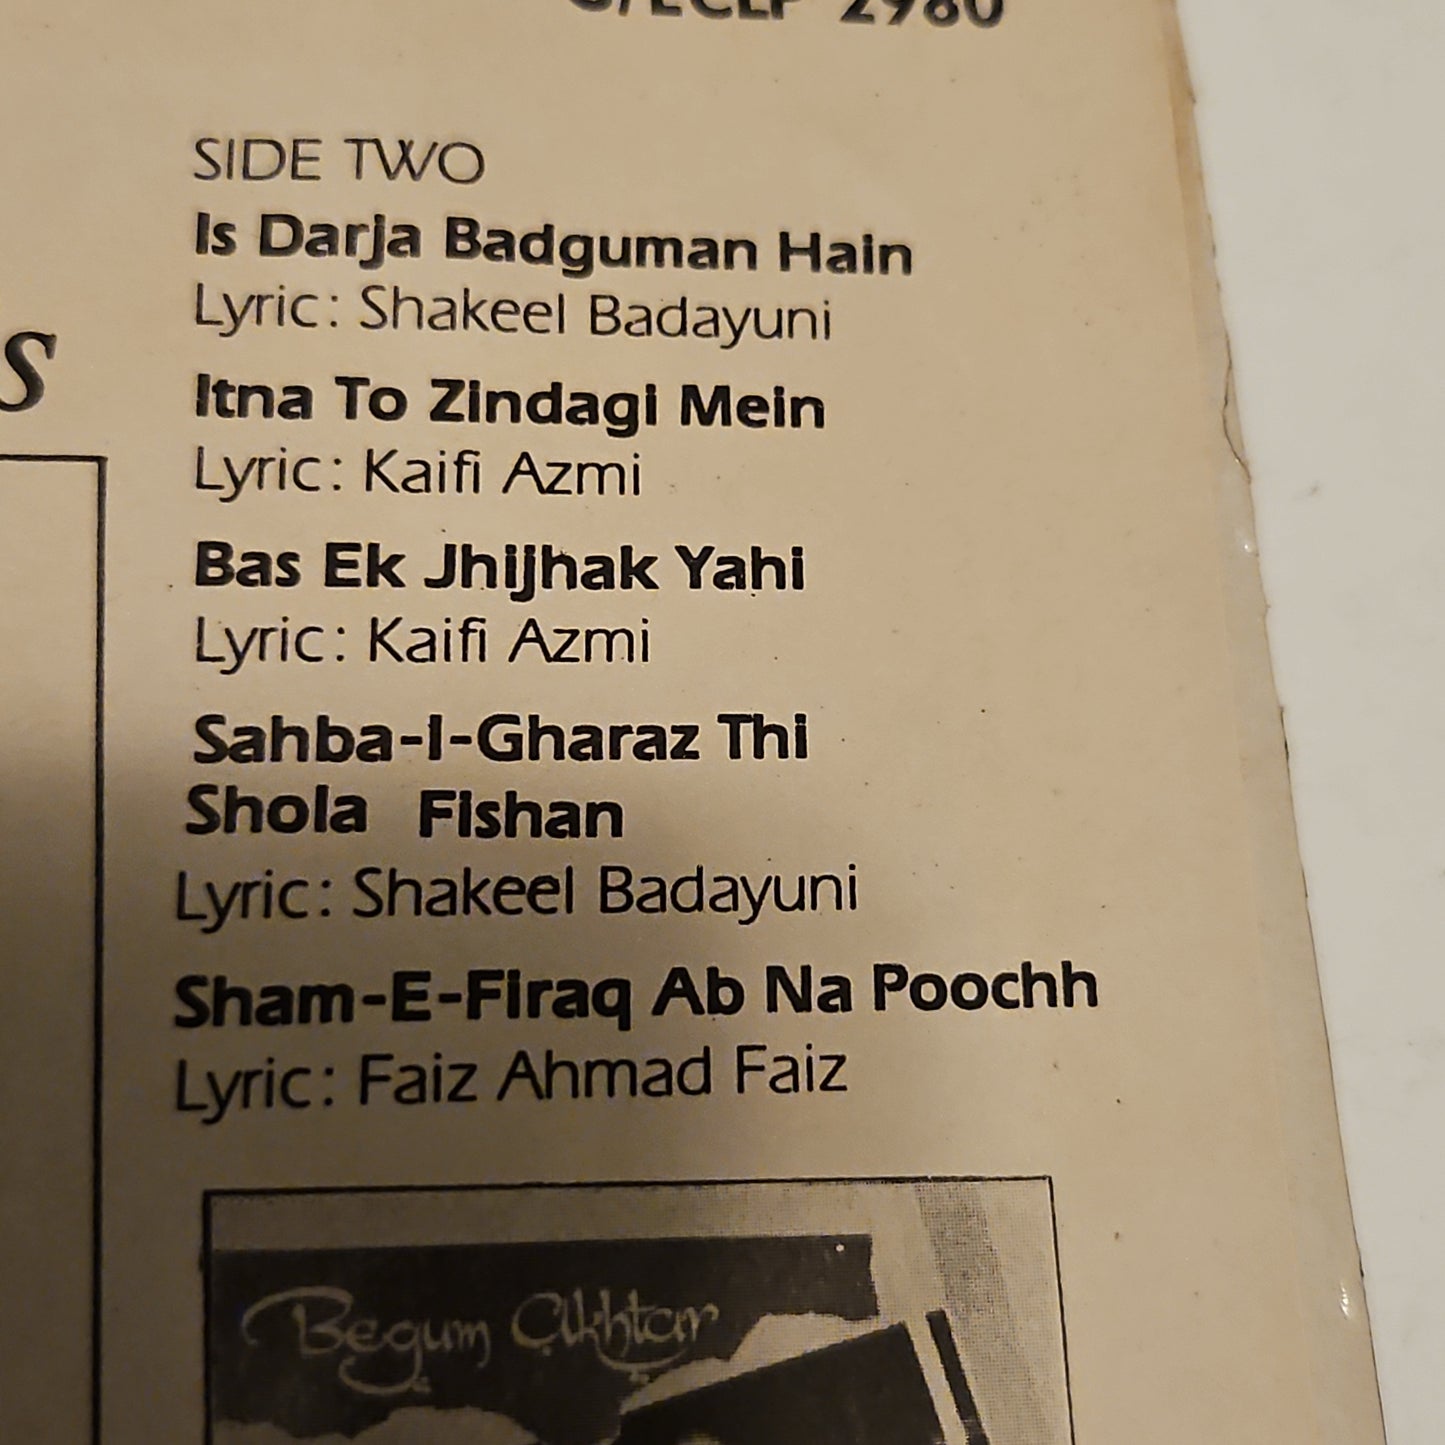 2980
SIDE TWO
Is Darja Badguman Hain
Lyric: Shakeel Badayuni
Itna To Zindagi Mein
Lyric: Kaifi Azmi
Bas Ek Jhijhak Yahi
Lyric: Kaifi Azmi
Sahba-I-Gharaz Thi
Shola Fishan
Lyric: Shakeel Badayuni
Sham-E-Firaq Ab Na Poochh
Lyric: Faiz Ahmad Faiz
Begum Akhtar